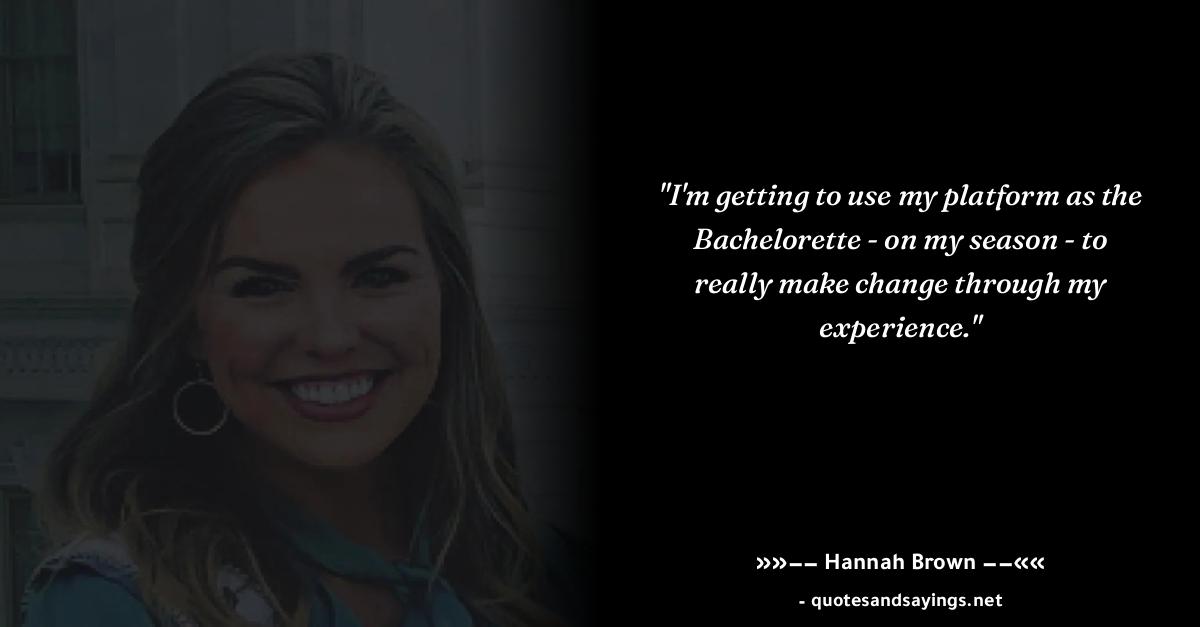 "I'm getting to use my platform as the
Bachelorette - on my season - to
really make change through my
experience."
»»−− Hannah Brown −−««
- quotesandsayings.net